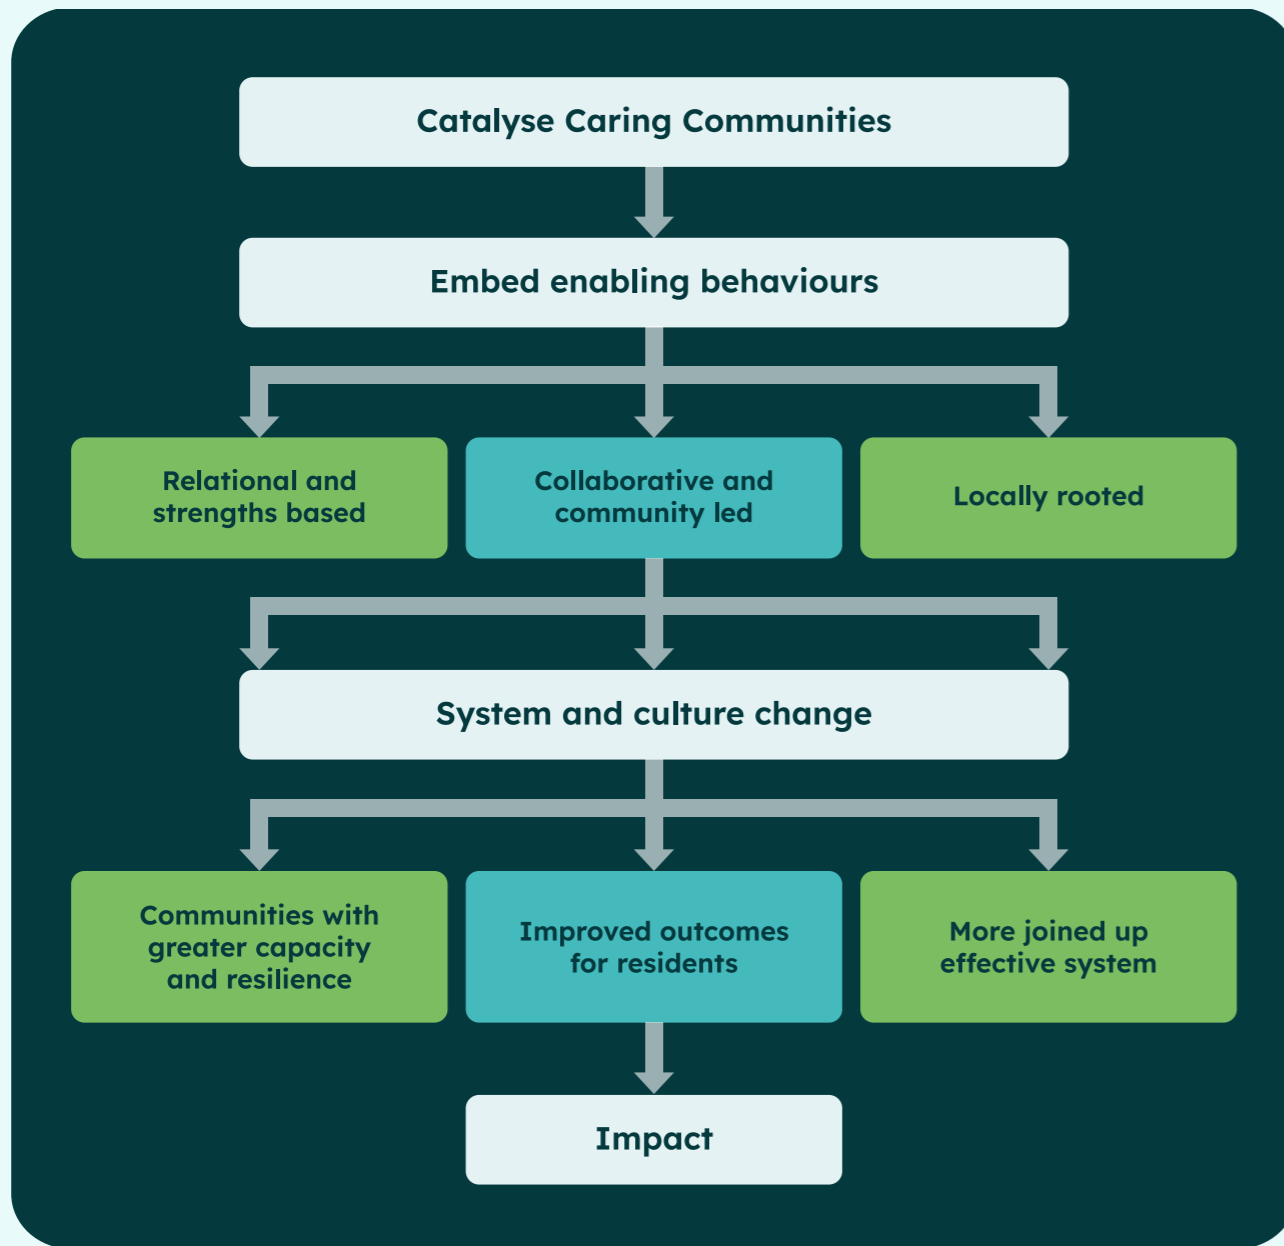 Catalyse Caring Communities
Embed enabling behaviours
Relational and
strengths based
Collaborative and
community led
Locally rooted
System and culture change
Communities with
greater capacity
and resilience
Improved outcomes
for residents
More joined up
effective system
Impact